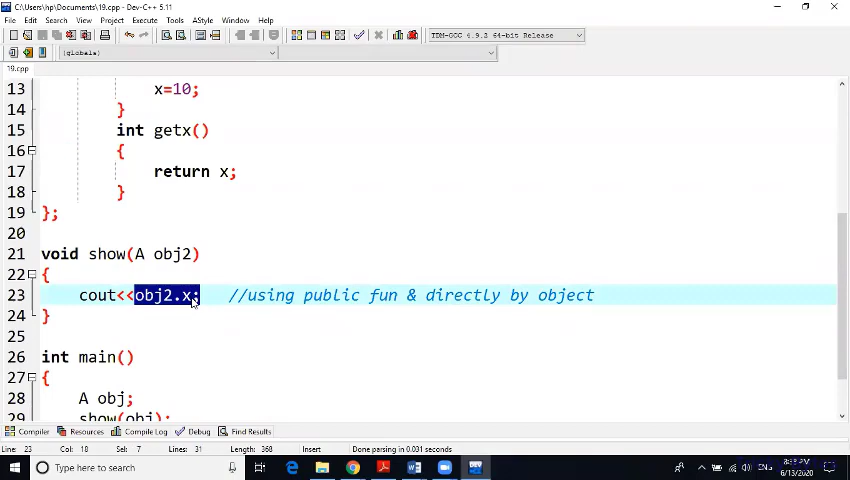 C:\Users\hp\Documents\19.cpp - Dev-C++ 5.11
File Edit Search View Project Execute Tools AStyle Window Help
TDM-GCC 4.9.2 64-bit Release
(globals)
19.cpp
13 x=10;
14 }
15 int getx()
16 {
17 return x;
18 }
19 };
20
21 void show(A obj2)
22 {
23 cout<<obj2.x; //using public fun & directly by object
24 }
25
26 int main()
27 {
28 A obj;
29 show(obj);
Compiler Resources Compile Log Debug Find Results
Line: 23 Col: 18 Sel: 7 Lines: 31 Length: 368 Insert Done parsing in 0.031 seconds
Type here to search
ENG
6/13/2020